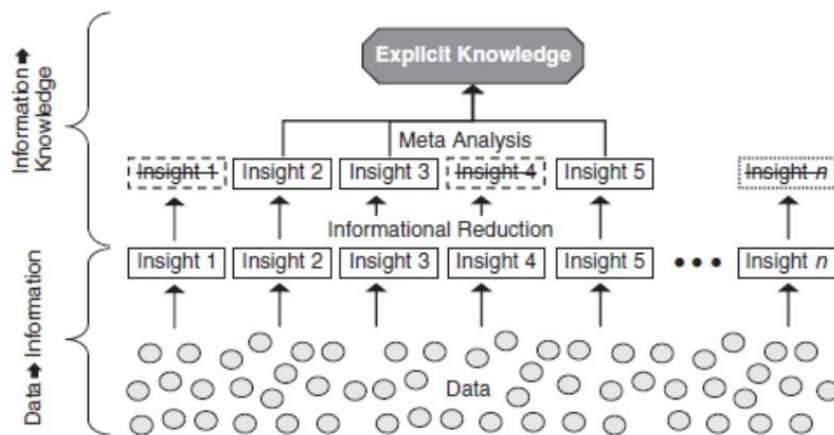 Explicit Knowledge
Information➡
Knowledge
Meta Analysis
Insight 1 Insight 2 Insight 3 Insight 4 Insight 5 Insight n
Informational Reduction
Insight 1 Insight 2 Insight 3 Insight 4 Insight 5 ••• Insight n
Data➡Information
Data